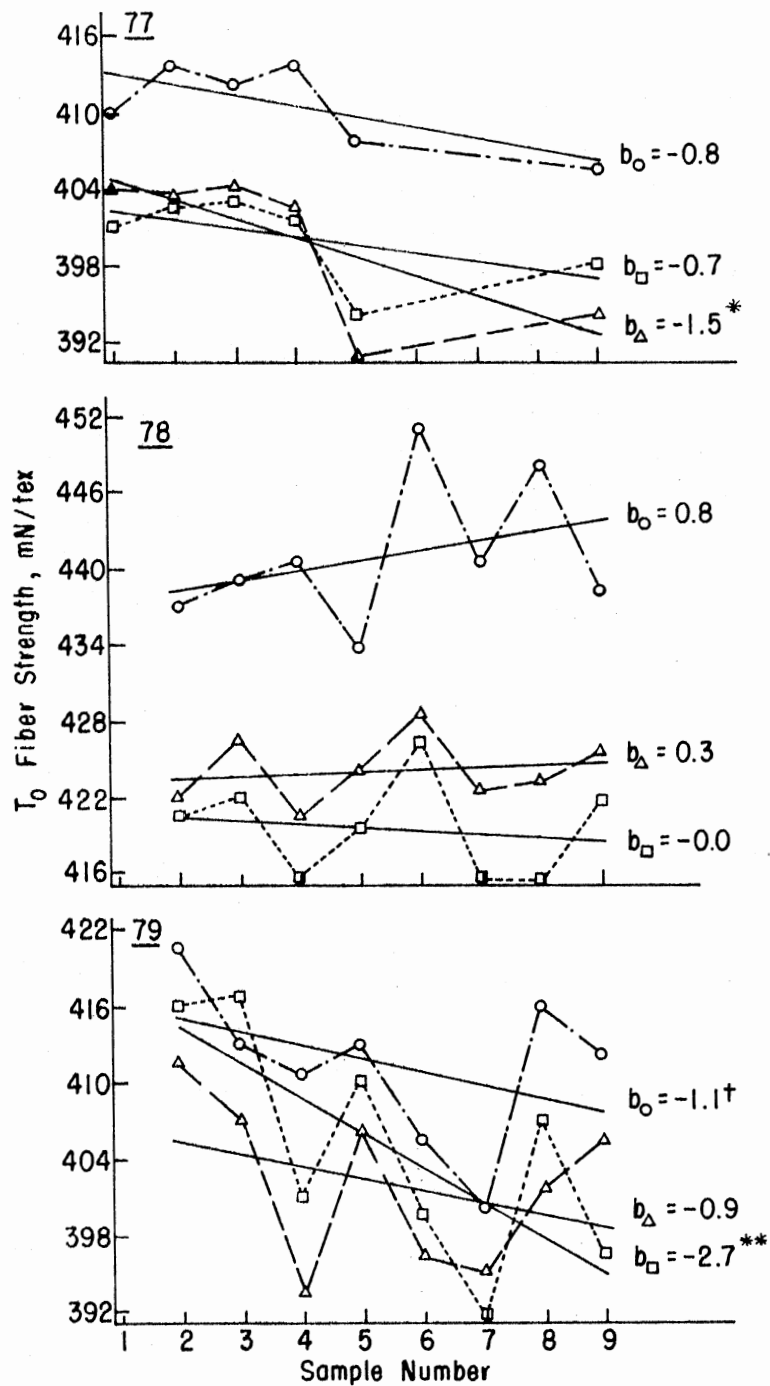 77
416
410
404
398
392
b○ = -0.8
b□ = -0.7
b△ = -1.5*
78
452
446
440
434
428
422
416
b○ = 0.8
b△ = 0.3
b□ = -0.0
T0 Fiber Strength, mN/tex
79
422
416
410
404
398
392
b○ = -1.1†
b△ = -0.9
b□ = -2.7**
1 2 3 4 5 6 7 8 9
Sample Number